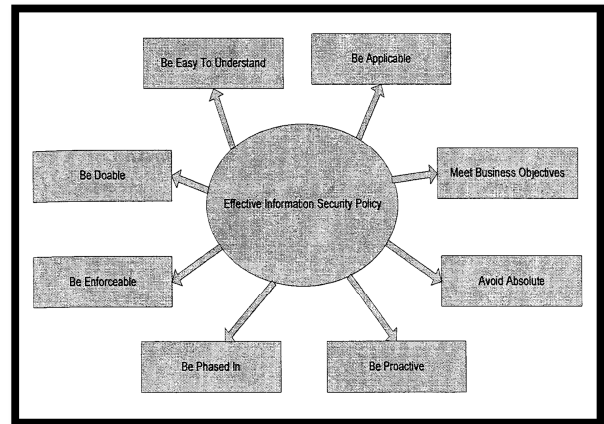 Be Easy To Understand
Be Applicable
Be Doable
Meet Business Objectives
Effective Information Security Policy
Be Enforceable
Avoid Absolute
Be Phased In
Be Proactive